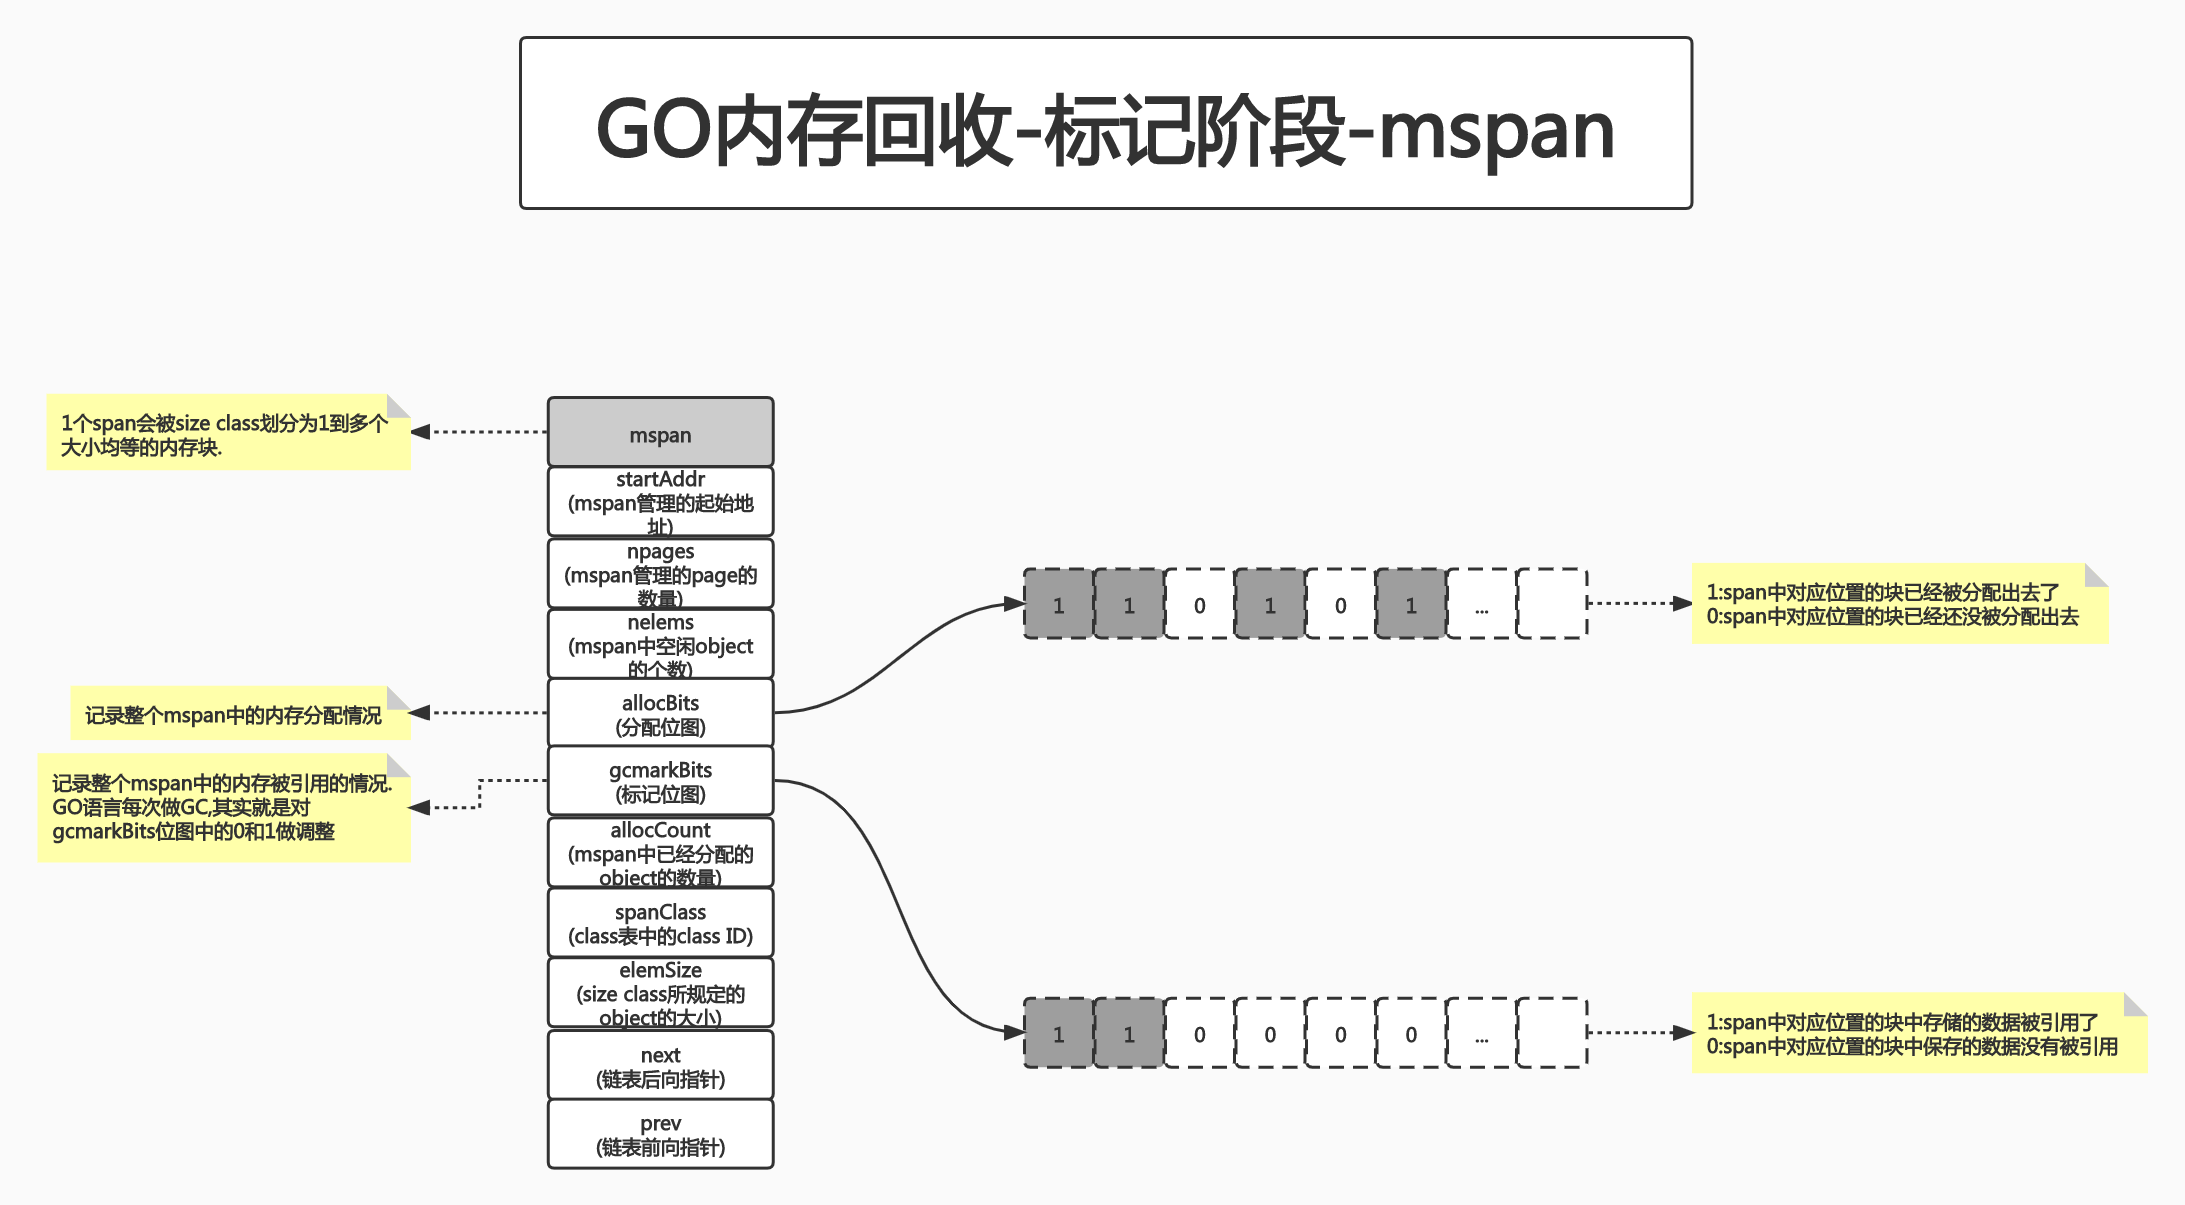 GO内存回收-标记阶段-mspan
1个span会被size class划分为1到多个
大小均等的内存块.
mspan
startAddr
(mspan管理的起始地
址)
npages
(mspan管理的page的
数量)
nelems
(mspan中空闲object
的个数)
allocBits
(分配位图)
gcmarkBits
(标记位图)
allocCount
(mspan中已经分配的
object的数量)
spanClass
(class表中的class ID)
elemSize
(size class所规定的
object的大小)
next
(链表后向指针)
prev
(链表前向指针)
记录整个mspan中的内存分配情况
记录整个mspan中的内存被引用的情况.
GO语言每次做GC,其实就是对
gcmarkBits位图中的0和1做调整
1 1 0 1 0 1 ...
1:span中对应位置的块已经被分配出去了
0:span中对应位置的块已经还没被分配出去
1 1 0 0 0 0 ...
1:span中对应位置的块中存储的数据被引用了
0:span中对应位置的块中保存的数据没有被引用